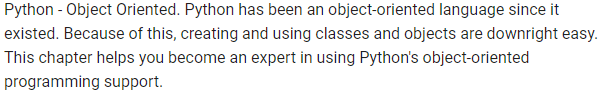 Python - Object Oriented. Python has been an object-oriented language since it
existed. Because of this, creating and using classes and objects are downright easy.
This chapter helps you become an expert in using Python's object-oriented
programming support.